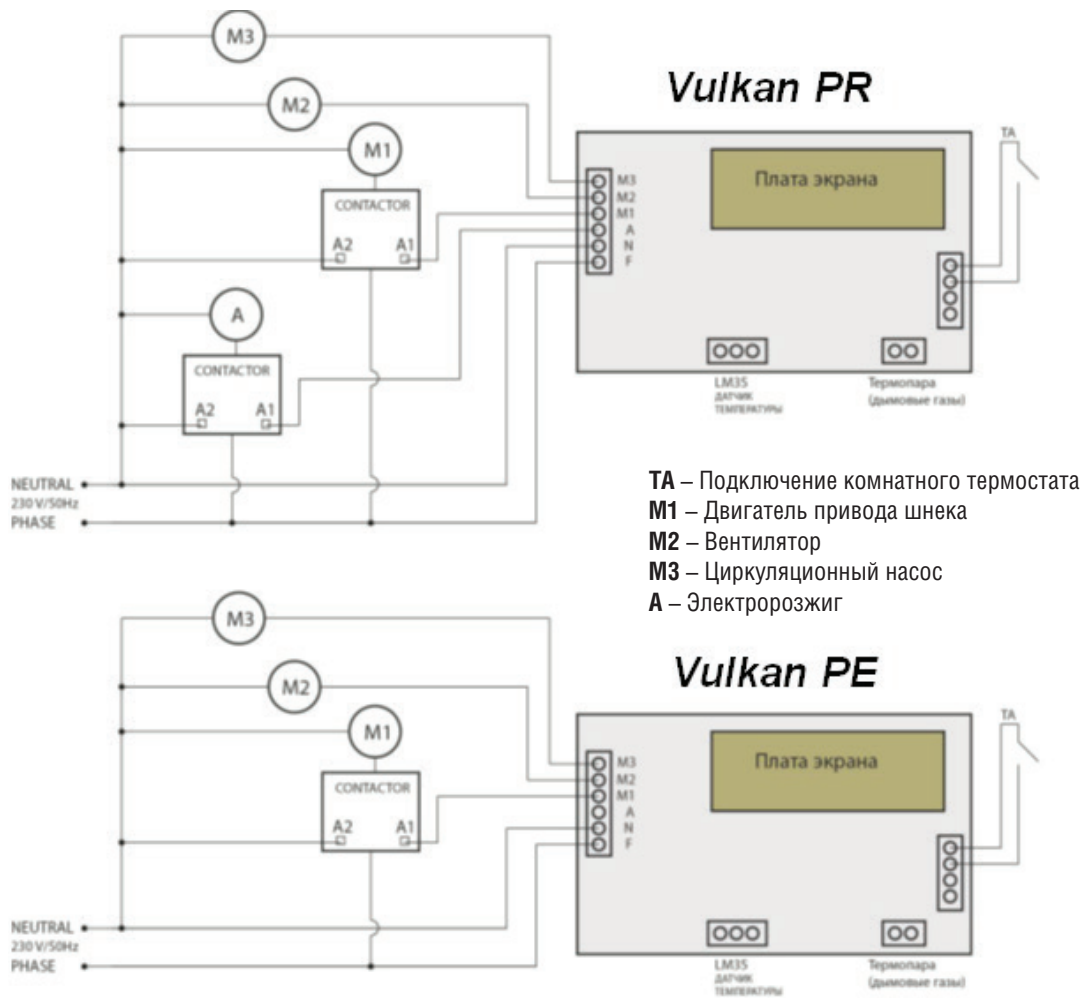 Vulkan PR
M3
M2
M1
CONTACTOR
A2 A1
A
CONTACTOR
A2 A1
NEUTRAL
230 V/50Hz
PHASE
Плата экрана
M3
M2
M1
A
N
F
TA
LM35
ДАТЧИК
ТЕМПЕРАТУРЫ
Термопара
(дымовые газы)
TA – Подключение комнатного термостата
M1 – Двигатель привода шнека
M2 – Вентилятор
M3 – Циркуляционный насос
A – Электророзжиг
Vulkan PE
M3
M2
M1
CONTACTOR
A2 A1
NEUTRAL
230 V/50Hz
PHASE
Плата экрана
M3
M2
M1
A
N
F
TA
LM35
ДАТЧИК
ТЕМПЕРАТУРЫ
Термопара
(дымовые газы)